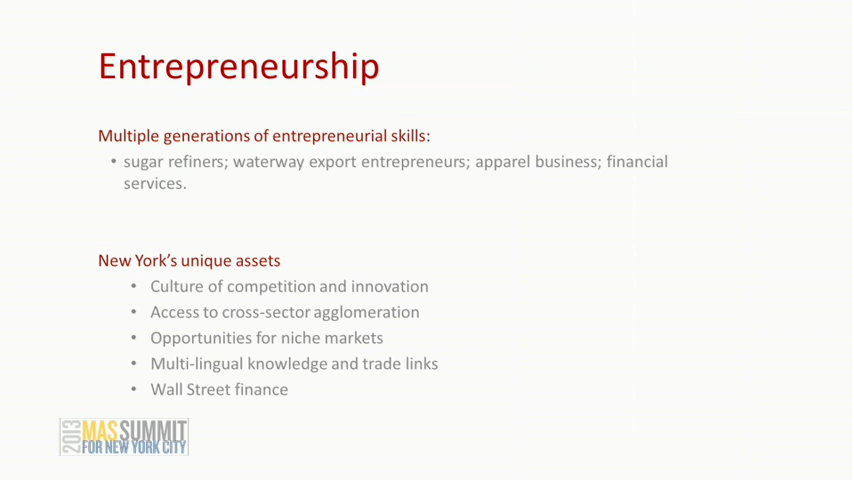 Entrepreneurship
Multiple generations of entrepreneurial skills:
• sugar refiners; waterway export entrepreneurs; apparel business; financial
services.
New York's unique assets
• Culture of competition and innovation
• Access to cross-sector agglomeration
• Opportunities for niche markets
• Multi-lingual knowledge and trade links
• Wall Street finance
2013 MAS SUMMIT
FOR NEW YORK CITY